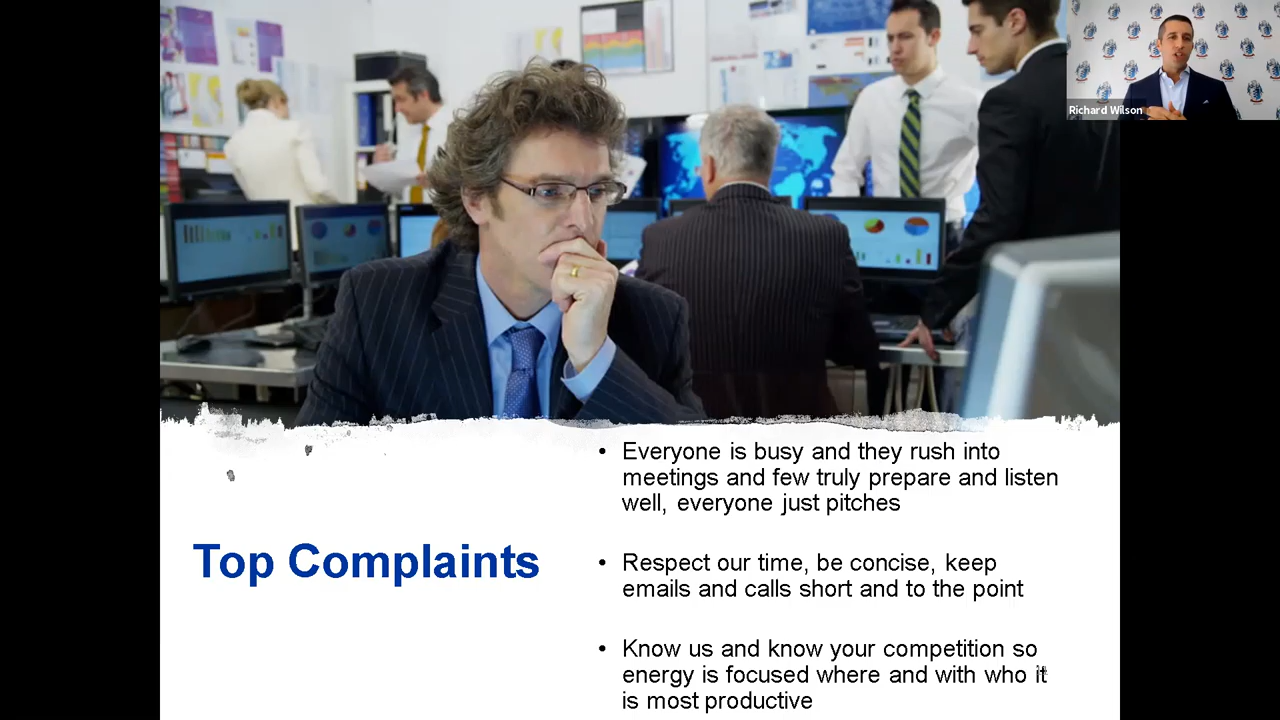 Richard Wilson
• Everyone is busy and they rush into
meetings and few truly prepare and listen
well, everyone just pitches
Top Complaints
• Respect our time, be concise, keep
emails and calls short and to the point
• Know us and know your competition so
energy is focused where and with who it
is most productive